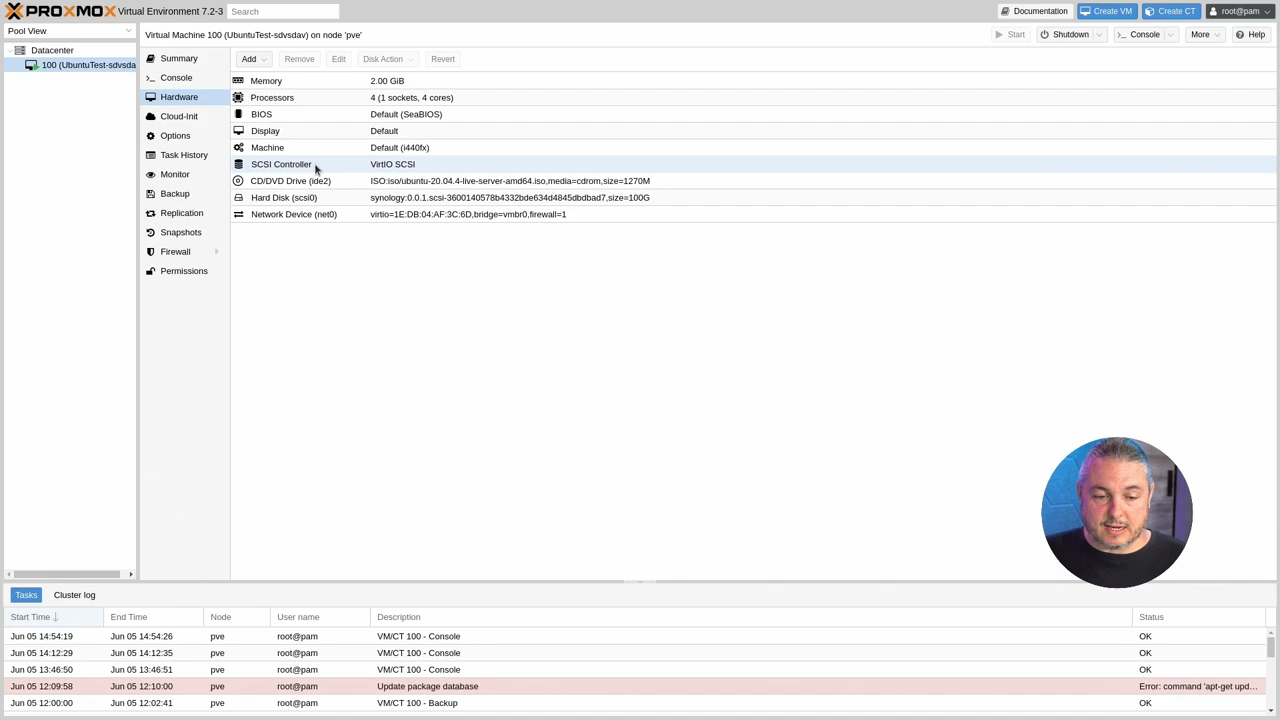 PROXMOX Virtual Environment 7.2-3 Search Documentation Create VM Create CT root@pam
Pool View
Virtual Machine 100 (UbuntuTest-sdvsdav) on node 'pve' Start Shutdown Console More Help
Datacenter
100 (UbuntuTest-sdvsda
Summary
Console
Hardware
Cloud-Init
Options
Task History
Monitor
Backup
Replication
Snapshots
Firewall
Permissions
Add Remove Edit Disk Action Revert
Memory 2.00 GiB
Processors 4 (1 sockets, 4 cores)
BIOS Default (SeaBIOS)
Display Default
Machine Default (i440fx)
SCSI Controller VirtIO SCSI
CD/DVD Drive (ide2) ISO:iso/ubuntu-20.04.4-live-server-amd64.iso,media=cdrom,size=1270M
Hard Disk (scsi0) synology:0.0.1.scsi-3600140578b4332bde634d4845dbdbad7,size=100G
Network Device (net0) virtio=1E:DB:04:AF:3C:6D,bridge=vmbr0,firewall=1
Tasks Cluster log
Start Time End Time Node User name Description Status
Jun 05 14:54:19 Jun 05 14:54:26 pve root@pam VM/CT 100 - Console OK
Jun 05 14:12:29 Jun 05 14:12:35 pve root@pam VM/CT 100 - Console OK
Jun 05 13:46:50 Jun 05 13:46:51 pve root@pam VM/CT 100 - Console OK
Jun 05 12:09:58 Jun 05 12:10:00 pve root@pam Update package database Error: command 'apt-get upd...
Jun 05 12:00:00 Jun 05 12:02:41 pve root@pam VM/CT 100 - Backup OK